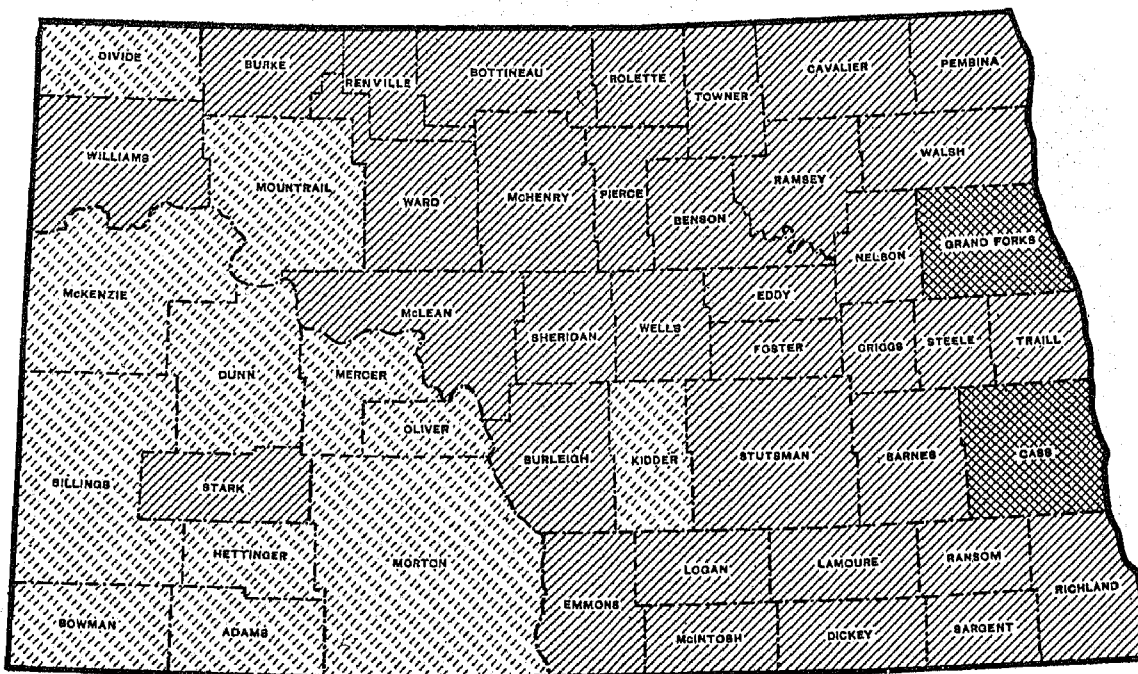 DIVIDE
BURKE
RENVILLE
BOTTINEAU
ROLETTE
TOWNER
CAVALIER
PEMBINA
WILLIAMS
MOUNTRAIL
WARD
McHENRY
PIERCE
BENSON
RAMSEY
WALSH
NELSON
GRAND FORKS
McKENZIE
DUNN
McLEAN
MERCER
OLIVER
SHERIDAN
WELLS
EDDY
FOSTER
GRIGGS
STEELE
TRAILL
BILLINGS
STARK
BURLEIGH
KIDDER
STUTSMAN
BARNES
CASS
HETTINGER
MORTON
EMMONS
LOGAN
LAMOURE
RANSOM
RICHLAND
BOWMAN
ADAMS
McINTOSH
DICKEY
SARGENT